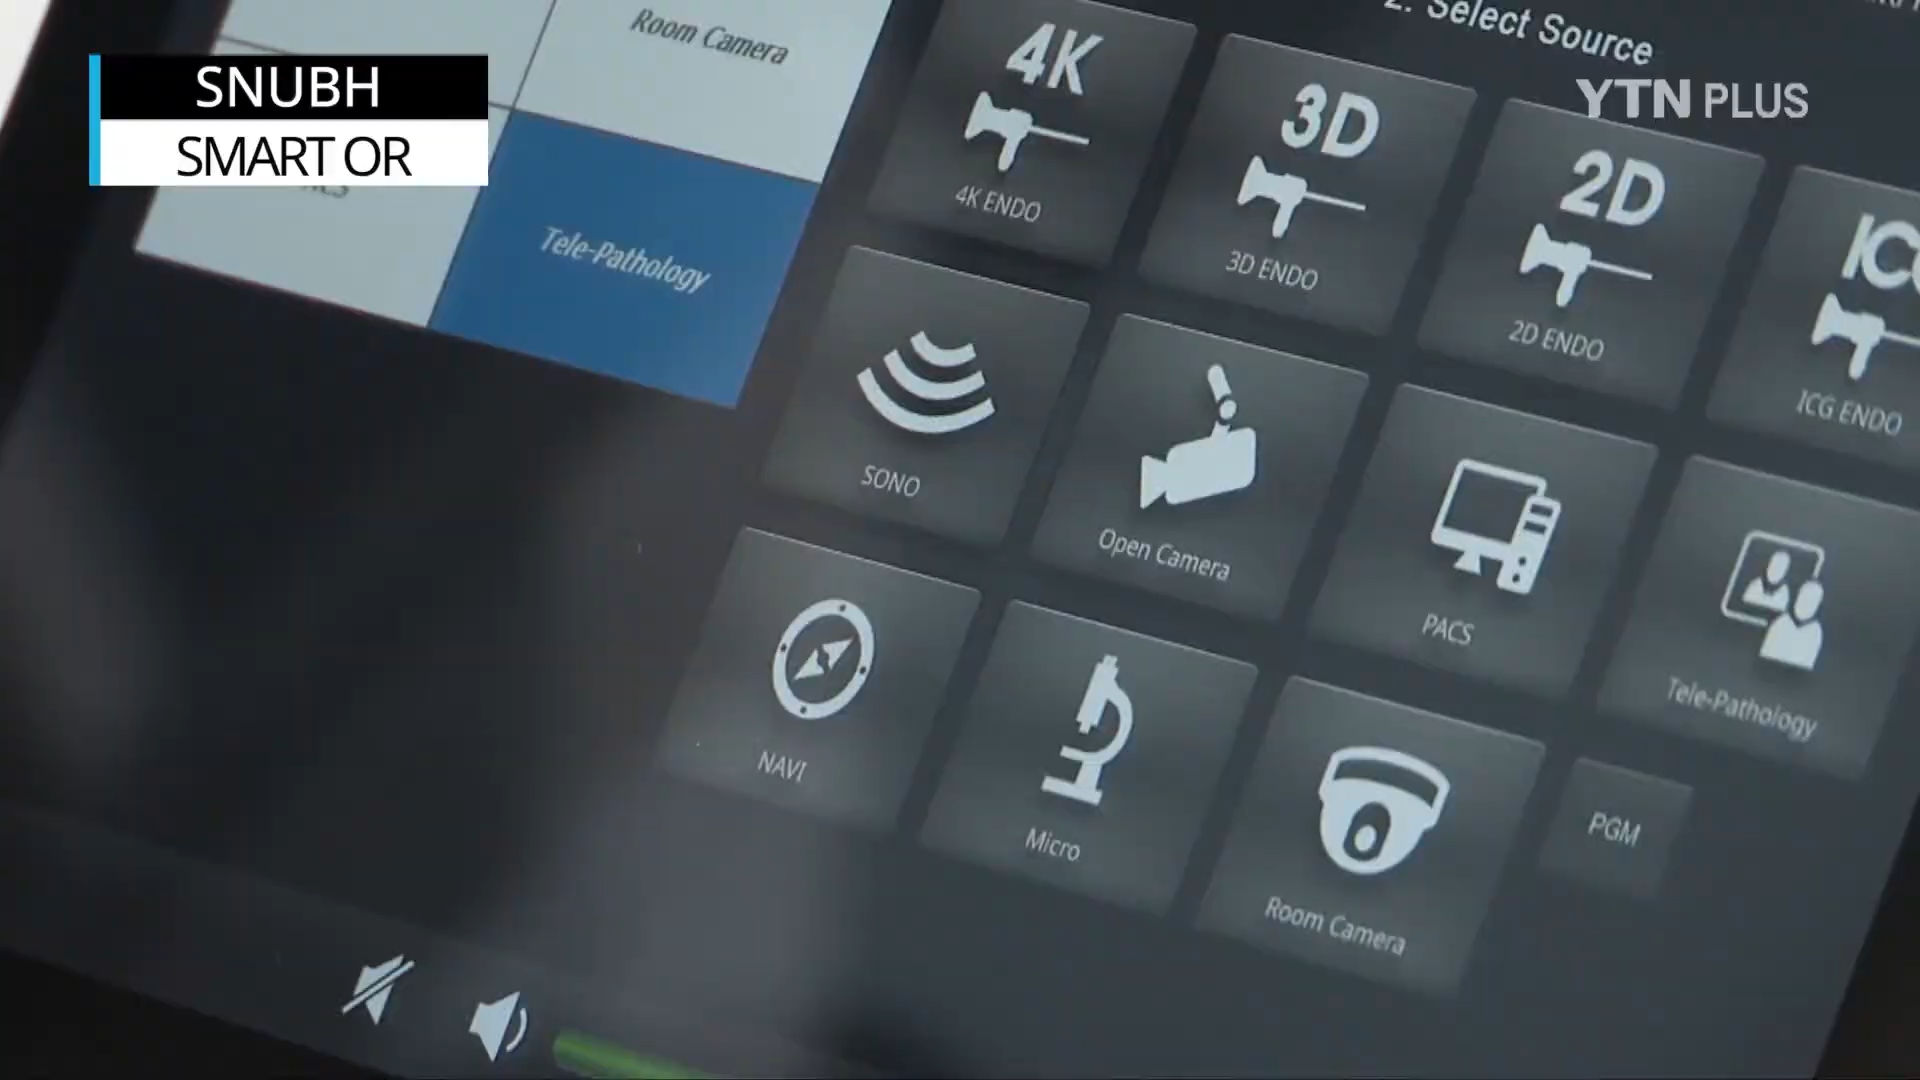 SNUBH
SMART OR
YTN PLUS
2. Select Source
Room Camera
Tele-Pathology
4K
4K ENDO
3D
3D ENDO
2D
2D ENDO
ICG ENDO
SONO
Open Camera
PACS
Tele-Pathology
NAVI
Micro
Room Camera
PGM